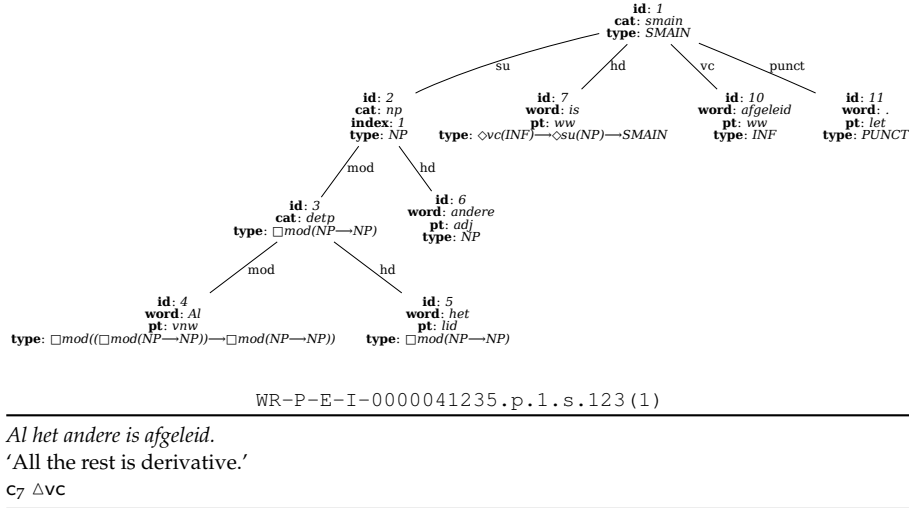 id: 1
cat: smain
type: SMAIN
su
hd
vc
punct
id: 2
cat: np
index: 1
type: NP
id: 7
word: is
pt: ww
type: ◇vc(INF)⟶◇su(NP)⟶SMAIN
id: 10
word: afgeleid
pt: ww
type: INF
id: 11
word: .
pt: let
type: PUNCT
mod
hd
id: 3
cat: detp
type: □mod(NP⟶NP)
id: 6
word: andere
pt: adj
type: NP
mod
hd
id: 4
word: Al
pt: vnw
type: □mod((□mod(NP⟶NP))⟶□mod(NP⟶NP))
id: 5
word: het
pt: lid
type: □mod(NP⟶NP)
WR-P-E-I-0000041235.p.1.s.123(1)
Al het andere is afgeleid.
‘All the rest is derivative.’
c7 △vc